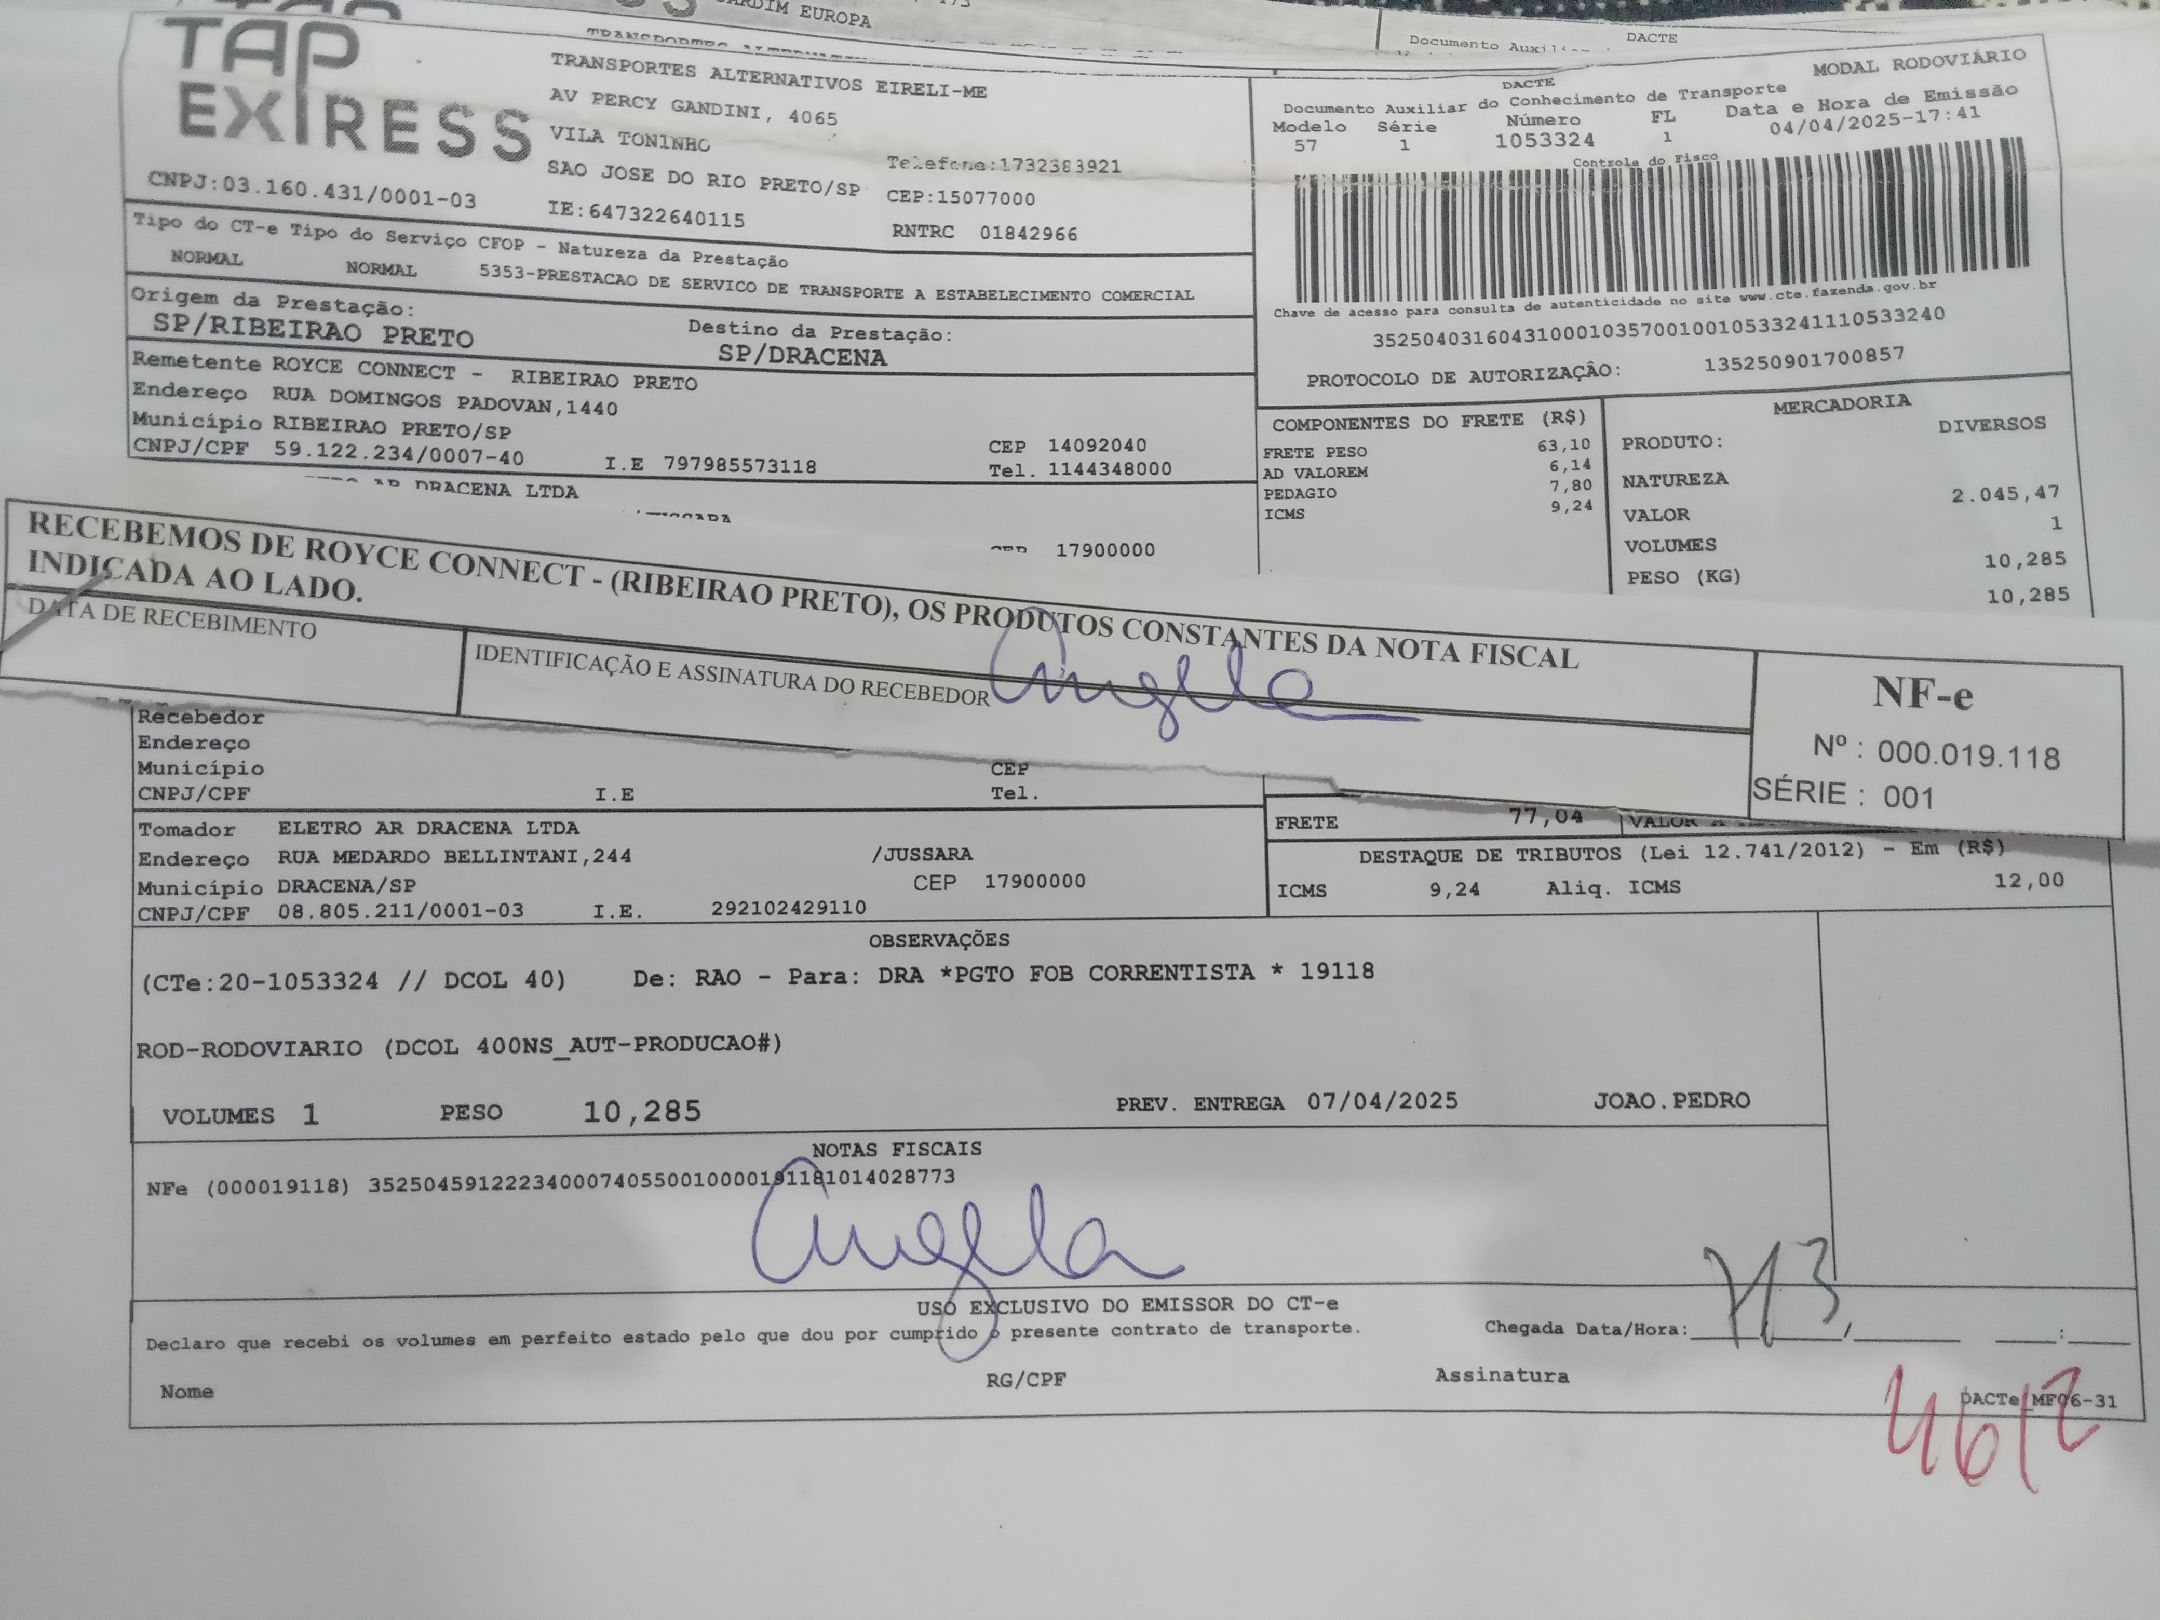 JARDIM EUROPA
DACTE
TAP
EXPRESS
TRANSPORTES ALTERNATIVOS EIRELI-ME
AV PERCY GANDINI, 4065
VILA TONINHO
Telefone:1732383921
SAO JOSE DO RIO PRETO/SP CEP:15077000
CNPJ:03.160.431/0001-03 IE:647322640115 RNTRC 01842966
DACTE MODAL RODOVIÁRIO
Documento Auxiliar do Conhecimento de Transporte
Modelo Série Número FL Data e Hora de Emissão
57 1 1053324 1 04/04/2025-17:41
Controle do Fisco
Chave de acesso para consulta de autenticidade no site www.cte.fazenda.gov.br
35250403160431000103570010010533241110533240
PROTOCOLO DE AUTORIZAÇÃO: 135250901700857
Tipo do CT-e Tipo do Serviço CFOP - Natureza da Prestação
NORMAL NORMAL 5353-PRESTACAO DE SERVICO DE TRANSPORTE A ESTABELECIMENTO COMERCIAL
Origem da Prestação: Destino da Prestação:
SP/RIBEIRAO PRETO SP/DRACENA
Remetente ROYCE CONNECT - RIBEIRAO PRETO
Endereço RUA DOMINGOS PADOVAN,1440
Município RIBEIRAO PRETO/SP CEP 14092040
CNPJ/CPF 59.122.234/0007-40 I.E 797985573118 Tel. 1144348000
AR DRACENA LTDA
17900000
COMPONENTES DO FRETE (R$)
FRETE PESO 63,10
AD VALOREM 6,14
PEDAGIO 7,80
ICMS 9,24
MERCADORIA
PRODUTO: DIVERSOS
NATUREZA
VALOR 2.045,47
VOLUMES 1
PESO (KG) 10,285
10,285
RECEBEMOS DE ROYCE CONNECT - (RIBEIRAO PRETO), OS PRODUTOS CONSTANTES DA NOTA FISCAL
INDICADA AO LADO.
DATA DE RECEBIMENTO
IDENTIFICAÇÃO E ASSINATURA DO RECEBEDOR
Angela
NF-e
Nº : 000.019.118
SÉRIE : 001
Recebedor
Endereço
Município CEP
CNPJ/CPF I.E Tel.
Tomador ELETRO AR DRACENA LTDA
Endereço RUA MEDARDO BELLINTANI,244 /JUSSARA
Município DRACENA/SP CEP 17900000
CNPJ/CPF 08.805.211/0001-03 I.E. 292102429110
FRETE 77,04 VALOR A
DESTAQUE DE TRIBUTOS (Lei 12.741/2012) - Em (R$)
ICMS 9,24 Aliq. ICMS 12,00
OBSERVAÇÕES
(CTe:20-1053324 // DCOL 40) De: RAO - Para: DRA *PGTO FOB CORRENTISTA * 19118
ROD-RODOVIARIO (DCOL 400NS_AUT-PRODUCAO#)
VOLUMES 1 PESO 10,285 PREV. ENTREGA 07/04/2025 JOAO.PEDRO
NOTAS FISCAIS
NFe (000019118) 35250459122234000740550010000191181014028773
Angela
USO EXCLUSIVO DO EMISSOR DO CT-e
Declaro que recebi os volumes em perfeito estado pelo que dou por cumprido o presente contrato de transporte. Chegada Data/Hora:
Nome RG/CPF Assinatura
DACTe_MF06-31